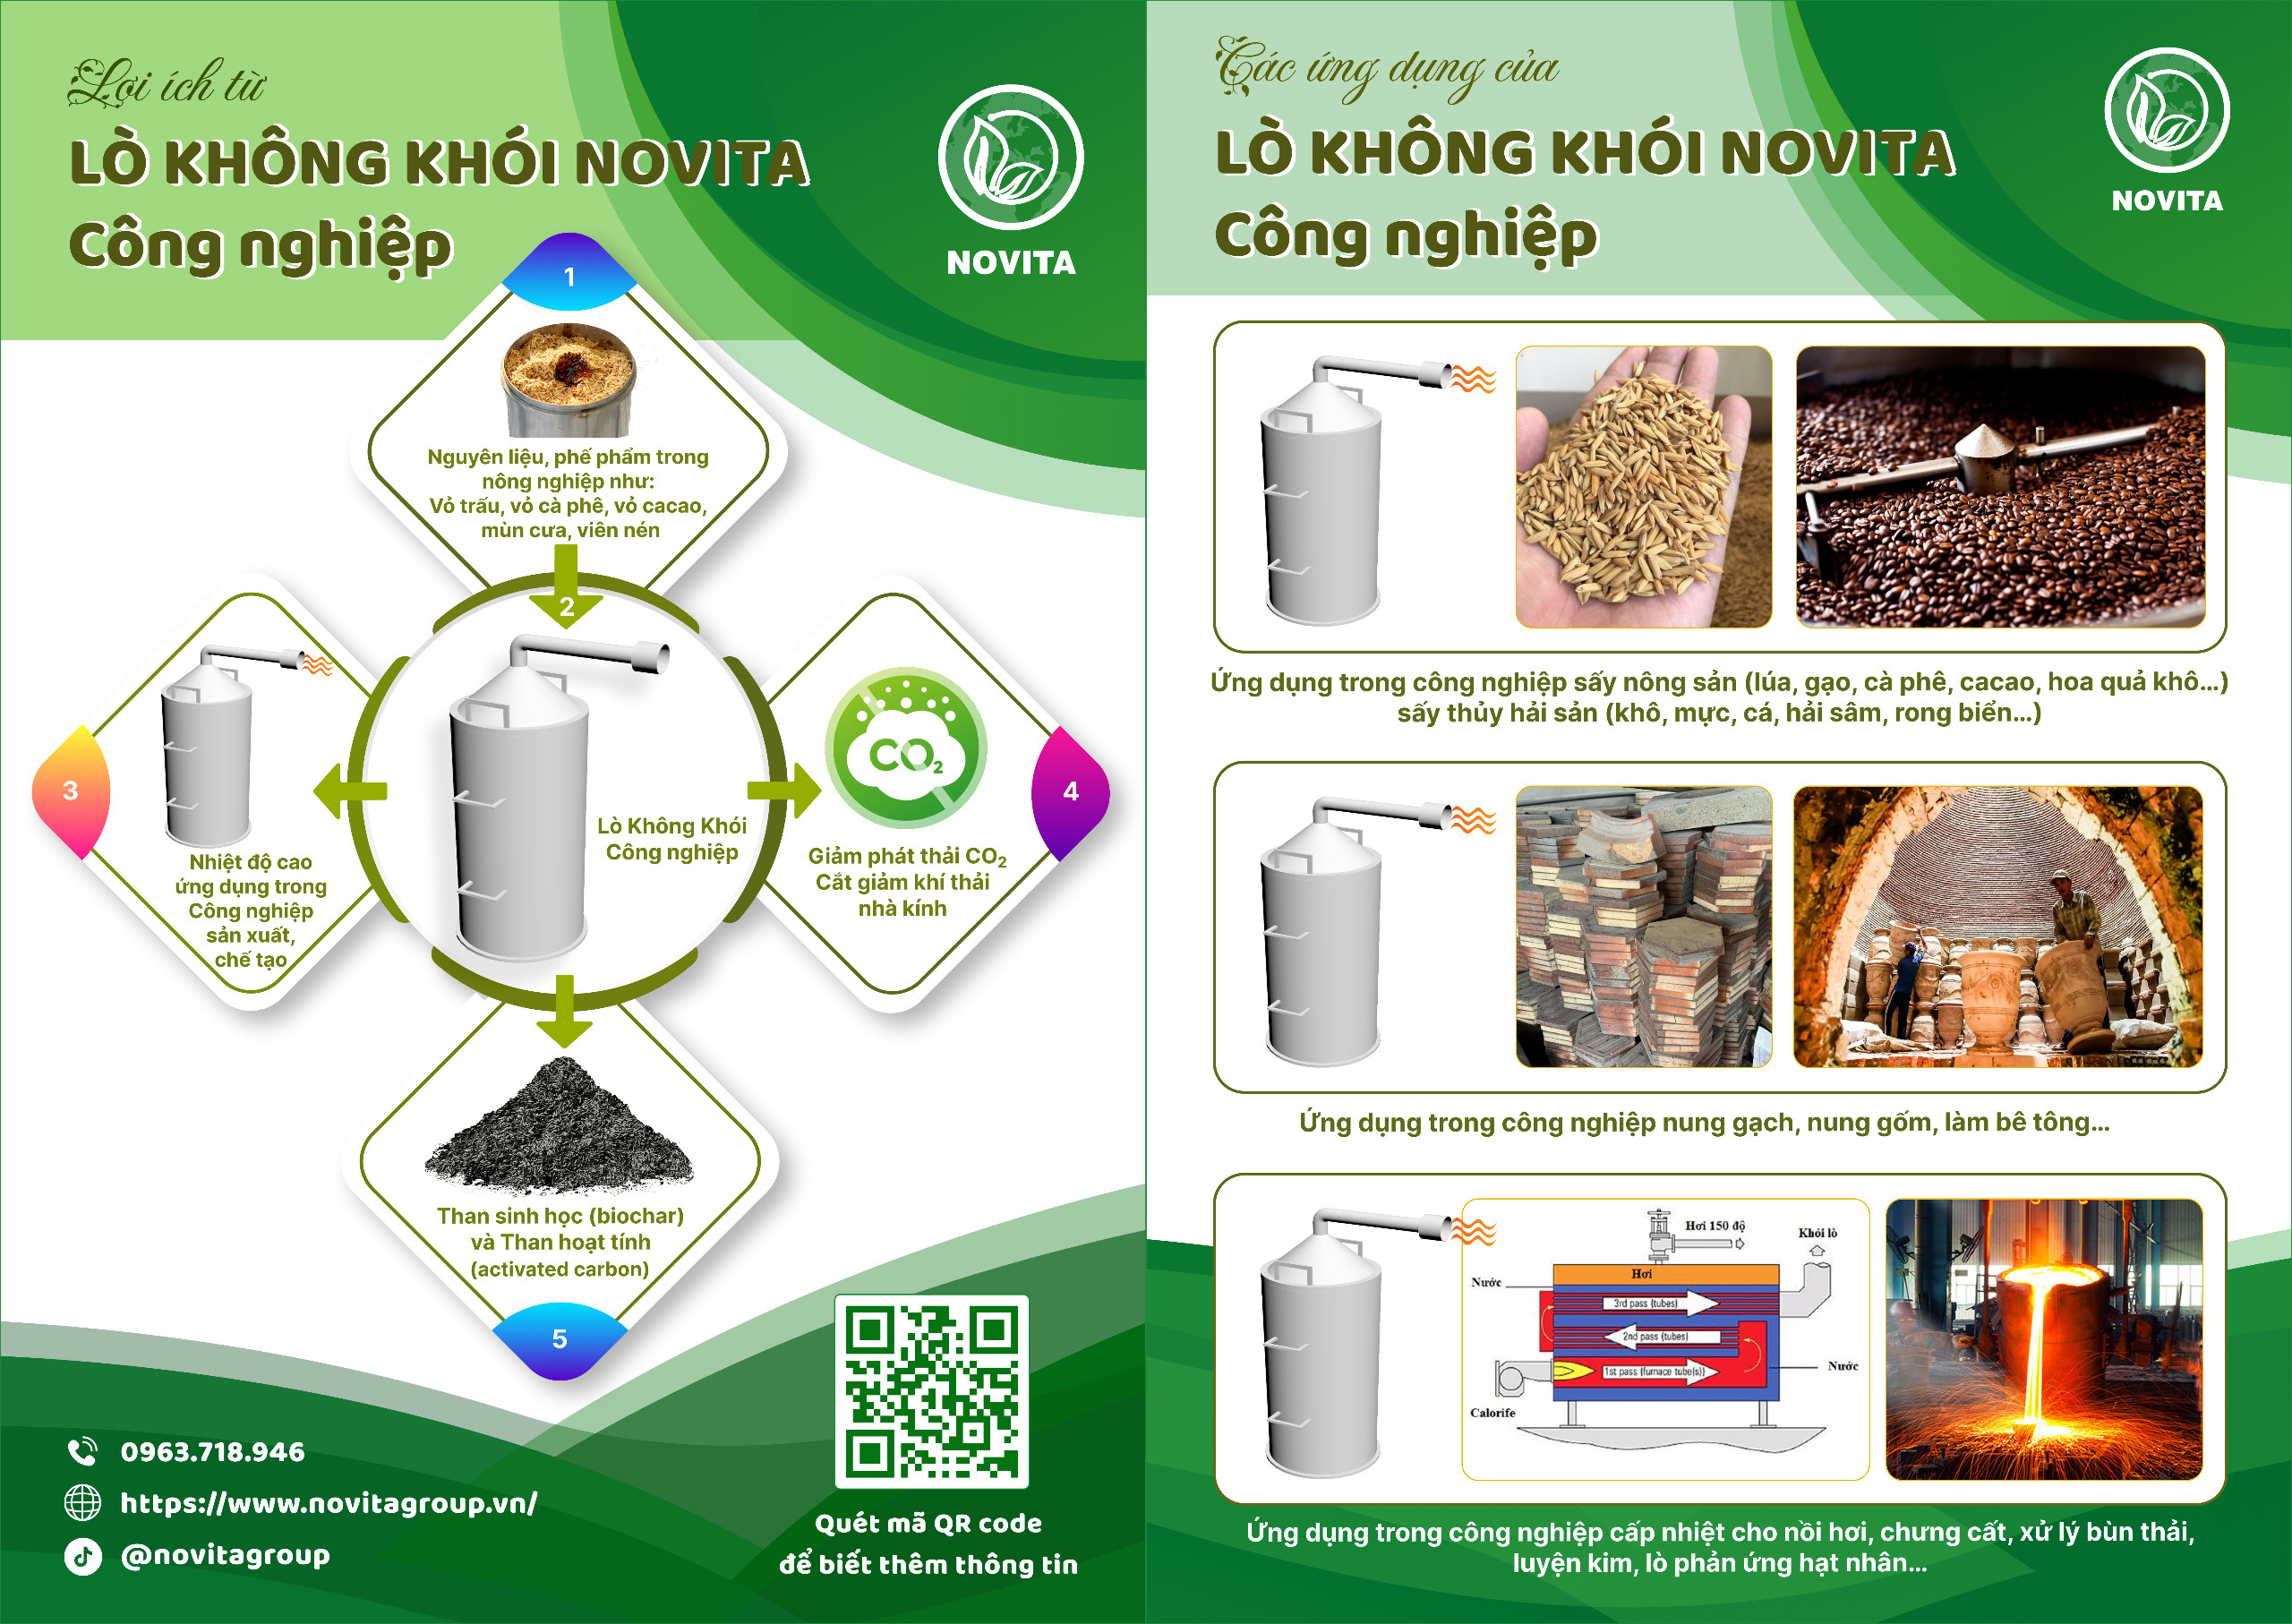 Lợi ích từ
LÒ KHÔNG KHÓI NOVITA
Công nghiệp
NOVITA
1
Nguyên liệu, phế phẩm trong
nông nghiệp như:
Vỏ trấu, vỏ cà phê, vỏ cacao,
mùn cưa, viên nén
2
Lò Không Khói
Công nghiệp
3
Nhiệt độ cao
ứng dụng trong
Công nghiệp
sản xuất,
chế tạo
CO₂
4
Giảm phát thải CO₂
Cắt giảm khí thải
nhà kính
Than sinh học (biochar)
và Than hoạt tính
(activated carbon)
5
0963.718.946
https://www.novitagroup.vn/
@novitagroup
Quét mã QR code
để biết thêm thông tin
Các ứng dụng của
LÒ KHÔNG KHÓI NOVITA
Công nghiệp
NOVITA
Ứng dụng trong công nghiệp sấy nông sản (lúa, gạo, cà phê, cacao, hoa quả khô...)
sấy thủy hải sản (khô, mực, cá, hải sâm, rong biển...)
Ứng dụng trong công nghiệp nung gạch, nung gốm, làm bê tông...
Hơi 150 độ
Khói lò
Hơi
Nước
3rd pass (tubes)
2nd pass (tubes)
1st pass (furnace tube(s))
Nước
Calorife
Ứng dụng trong công nghiệp cấp nhiệt cho nồi hơi, chưng cất, xử lý bùn thải,
luyện kim, lò phản ứng hạt nhân...